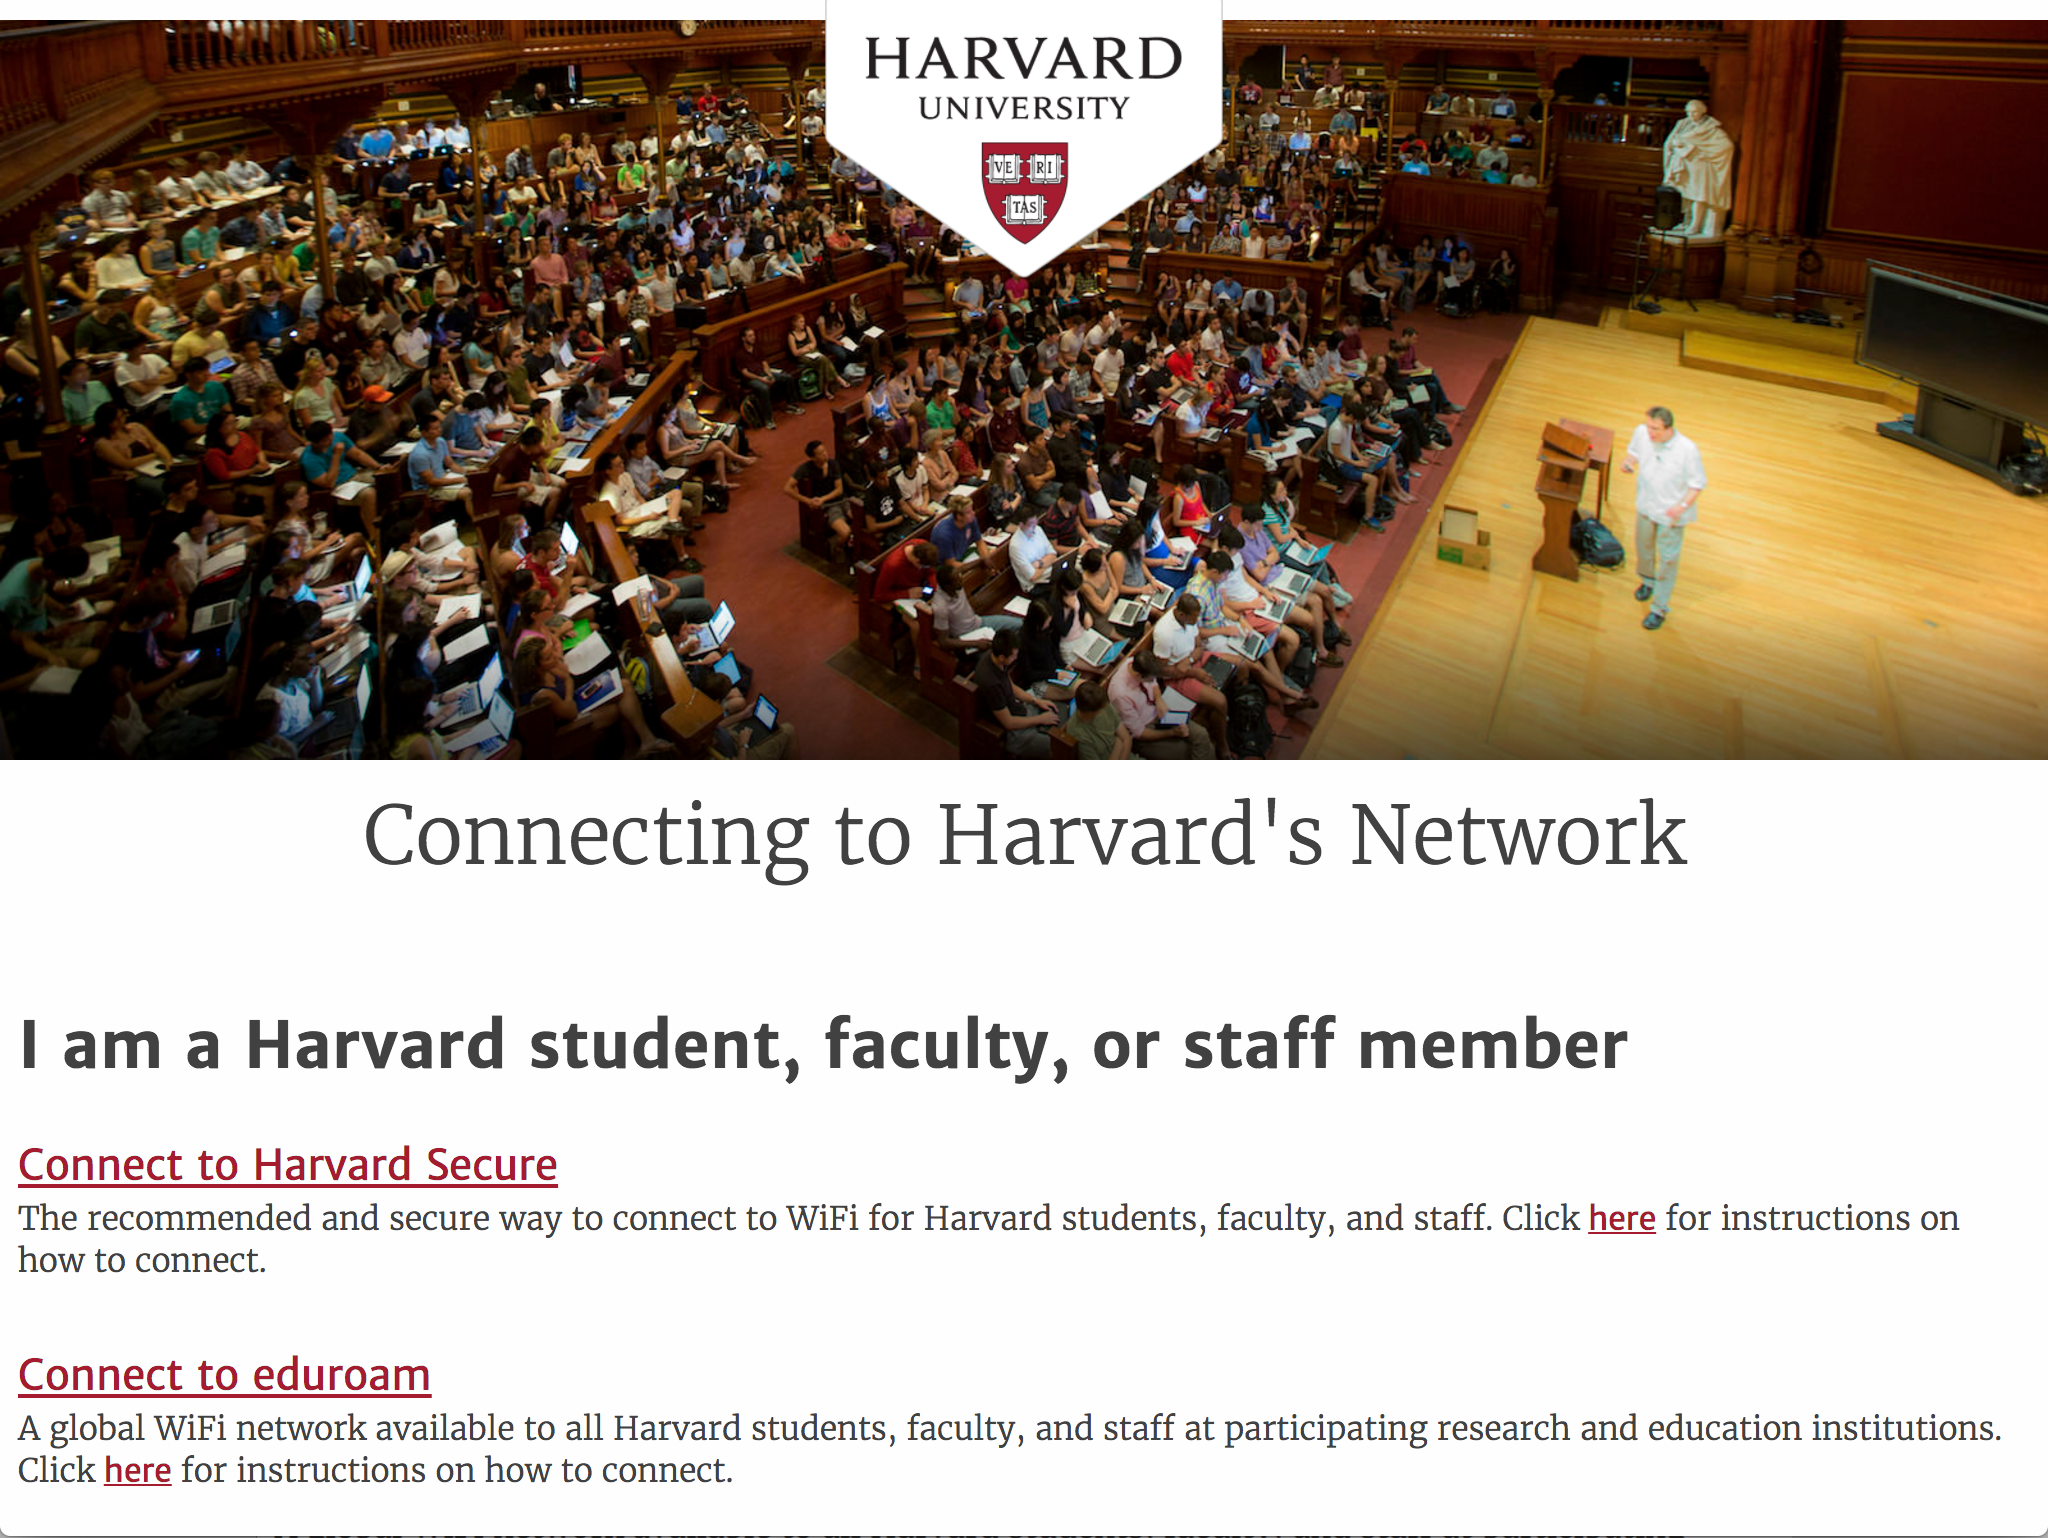 HARVARD
UNIVERSITY
VE RI
TAS
Connecting to Harvard's Network
I am a Harvard student, faculty, or staff member
Connect to Harvard Secure
The recommended and secure way to connect to WiFi for Harvard students, faculty, and staff. Click here for instructions on
how to connect.
Connect to eduroam
A global WiFi network available to all Harvard students, faculty, and staff at participating research and education institutions.
Click here for instructions on how to connect.